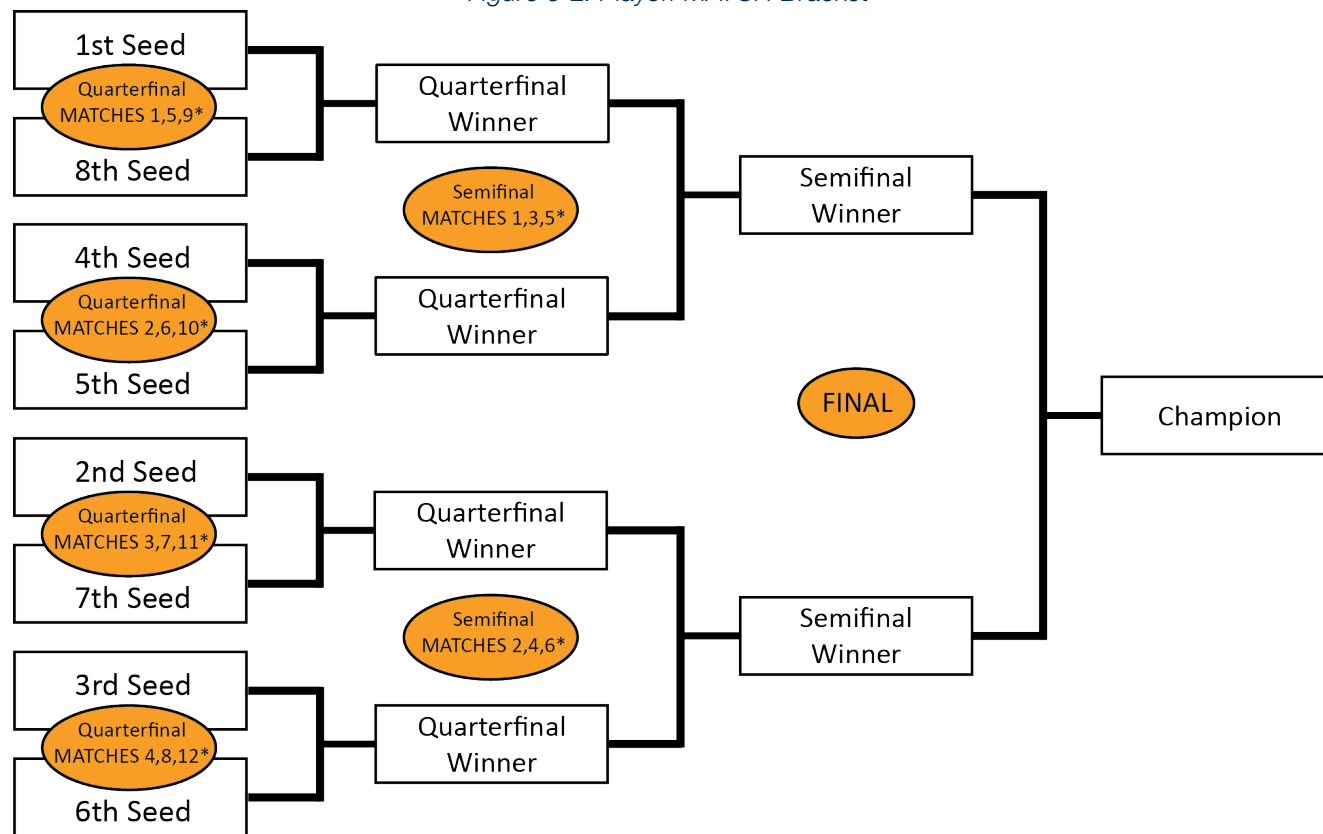 1st Seed
Quarterfinal
MATCHES 1,5,9*
8th Seed
4th Seed
Quarterfinal
MATCHES 2,6,10*
5th Seed
2nd Seed
Quarterfinal
MATCHES 3,7,11*
7th Seed
3rd Seed
Quarterfinal
MATCHES 4,8,12*
6th Seed
Quarterfinal
Winner
Semifinal
MATCHES 1,3,5*
Quarterfinal
Winner
Quarterfinal
Winner
Semifinal
MATCHES 2,4,6*
Quarterfinal
Winner
Semifinal
Winner
FINAL
Semifinal
Winner
Champion